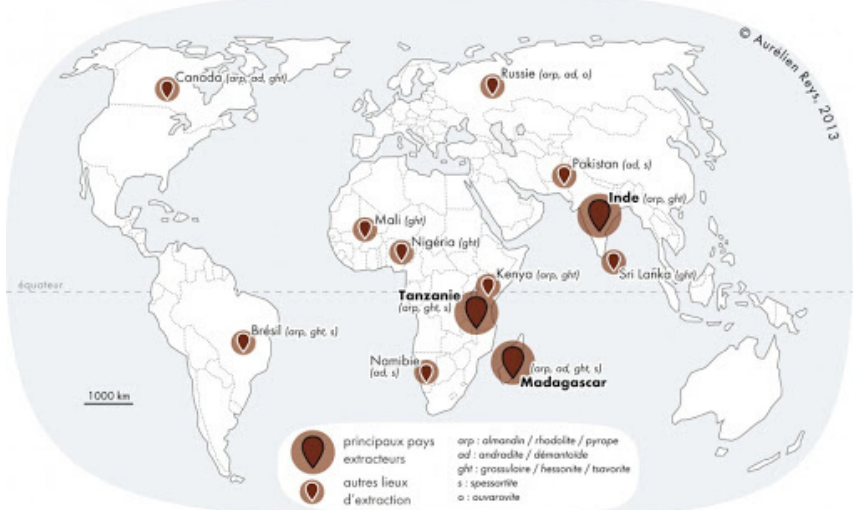 © Aurélien Reys, 2013
Canada (arp, ad, ght)
Russie (arp, ad, o)
Pakistan (ad, s)
Inde (arp, ght)
Mali (ght)
Nigéria (ght)
Sri Lanka (ght)
Kenya (arp, ght)
équateur
Tanzanie
(arp, ght, s)
Brésil (arp, ght, s)
Namibie
(ad, s)
(arp, ad, ght, s)
Madagascar
1000 km
principaux pays
extracteurs
autres lieux
d'extraction
arp : almandin / rhodolite / pyrope
ad : andradite / démantoïde
ght : grossulaire / hessonite / tsavorite
s : spessartite
o : ouvarovite